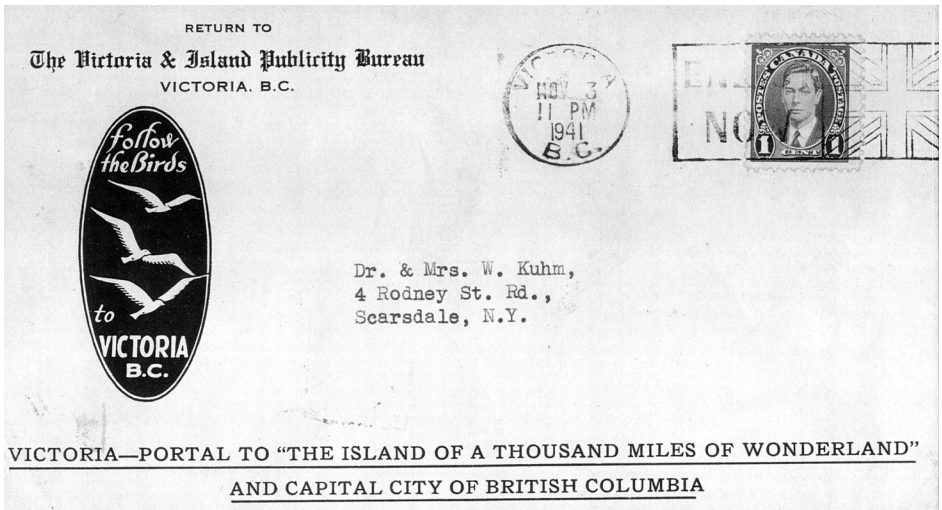 RETURN TO
The Victoria & Island Publicity Bureau
VICTORIA, B.C.
follow
the Birds
to
VICTORIA
B.C.
VICTORIA
NOV 3
11 PM
1941
B.C.
POSTES CANADA POSTAGE
1 CENT 1
Dr. & Mrs. W. Kuhm,
4 Rodney St. Rd.,
Scarsdale, N.Y.
VICTORIA—PORTAL TO “THE ISLAND OF A THOUSAND MILES OF WONDERLAND”
AND CAPITAL CITY OF BRITISH COLUMBIA